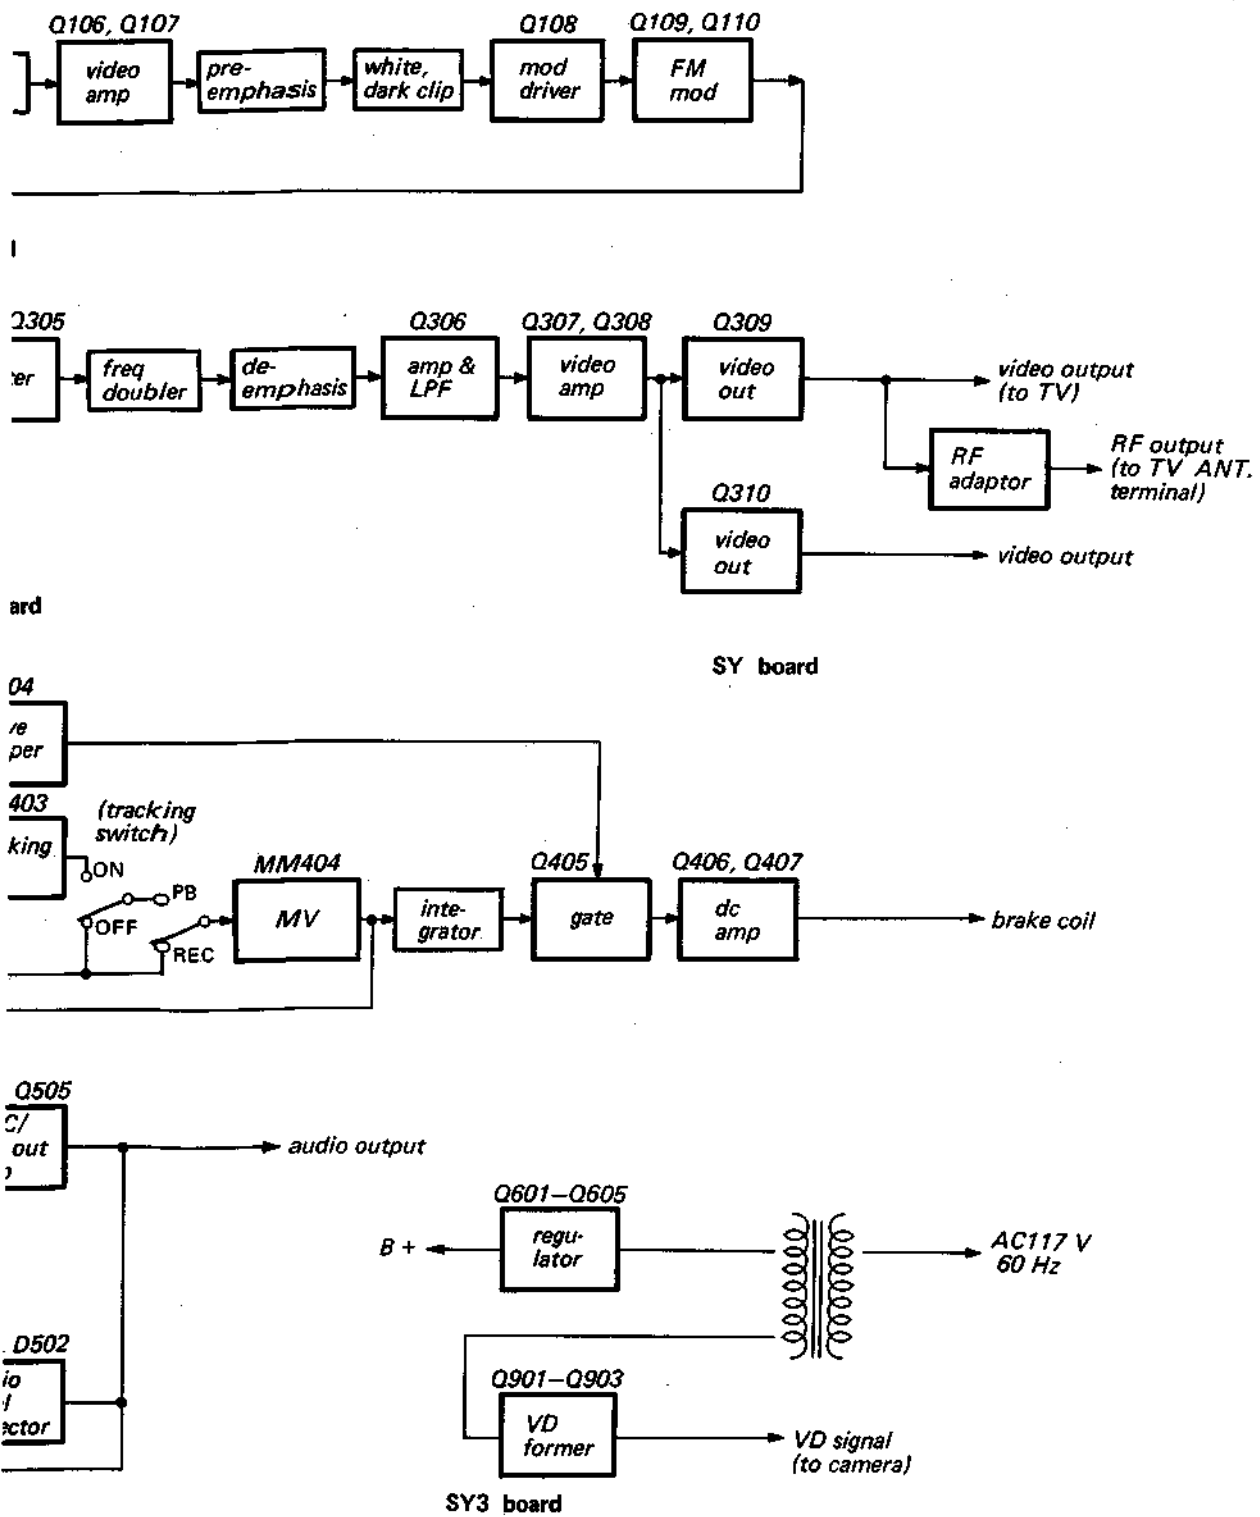 Q106, Q107
Q108
Q109, Q110
video
amp
pre-
emphasis
white,
dark clip
mod
driver
FM
mod
Q305
Q306
Q307, Q308
Q309
freq
doubler
de-
emphasis
amp &
LPF
video
amp
video
out
video output
(to TV)
RF
adaptor
RF output
(to TV ANT.
terminal)
Q310
video
out
video output
ard
SY board
04
per
403
king
(tracking
switch)
ON
PB
OFF
REC
MM404
MV
inte-
grator
Q405
gate
Q406, Q407
dc
amp
brake coil
Q505
C/
out
audio output
Q601–Q605
regu-
lator
B +
AC117 V
60 Hz
D502
io
ector
Q901–Q903
VD
former
VD signal
(to camera)
SY3 board